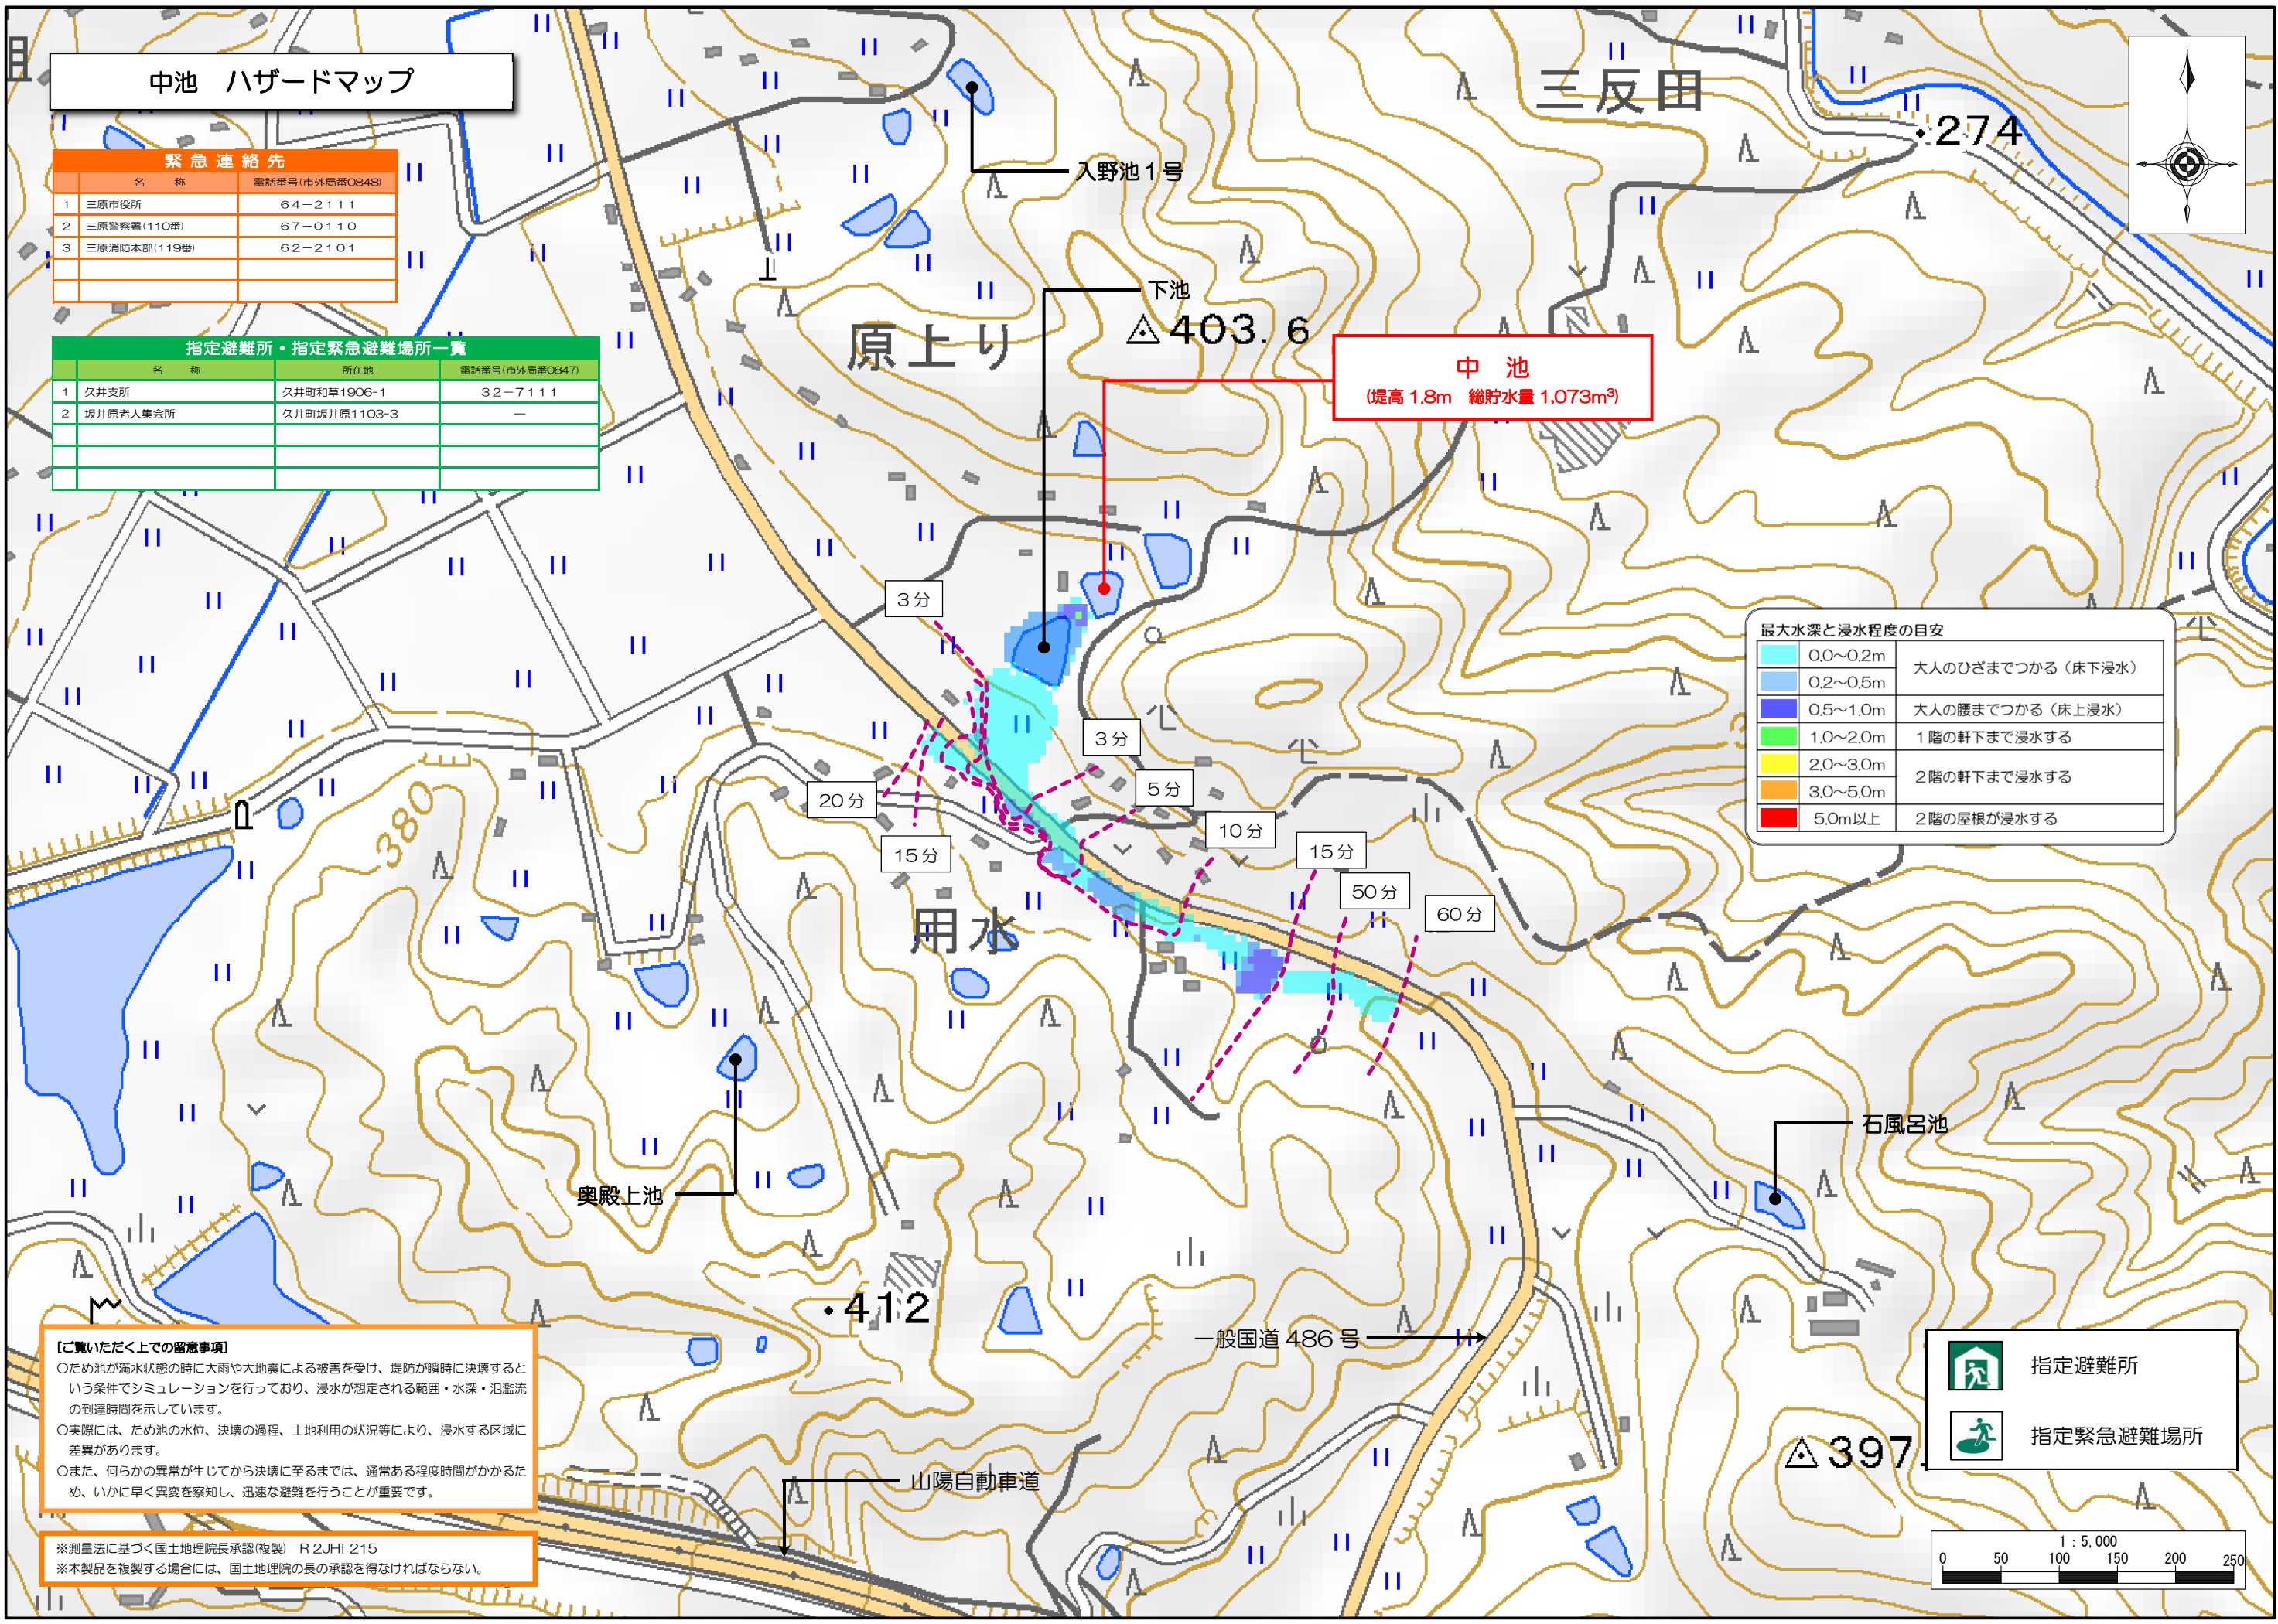 中池　ハザードマップ
緊急連絡先
名　称　電話番号(市外局番0848)
1　三原市役所　64-2111
2　三原警察署(110番)　67-0110
3　三原消防本部(119番)　62-2101
指定避難所・指定緊急避難場所一覧
名　称　所在地　電話番号(市外局番0847)
1　久井支所　久井町和草1906-1　32-7111
2　坂井原老人集会所　久井町坂井原1103-3　―
入野池1号
三反田
274
下池
403.6
原上り
中　池
(堤高 1.8m　総貯水量 1,073m³)
3分
3分
5分
20分
10分
15分
15分
50分
60分
380
用水
最大水深と浸水程度の目安
0.0～0.2m　大人のひざまでつかる（床下浸水）
0.2～0.5m
0.5～1.0m　大人の腰までつかる（床上浸水）
1.0～2.0m　1階の軒下まで浸水する
2.0～3.0m　2階の軒下まで浸水する
3.0～5.0m
5.0m以上　2階の屋根が浸水する
石風呂池
奥殿上池
412
一般国道486号
山陽自動車道
397.
[ご覧いただく上での留意事項]
○ため池が満水状態の時に大雨や大地震による被害を受け、堤防が瞬時に決壊すると
いう条件でシミュレーションを行っており、浸水が想定される範囲・水深・氾濫流
の到達時間を示しています。
○実際には、ため池の水位、決壊の過程、土地利用の状況等により、浸水する区域に
差異があります。
○また、何らかの異常が生じてから決壊に至るまでは、通常ある程度時間がかかるた
め、いかに早く異変を察知し、迅速な避難を行うことが重要です。
※測量法に基づく国土地理院長承認(複製)　R 2JHf 215
※本製品を複製する場合には、国土地理院の長の承認を得なければならない。
指定避難所
指定緊急避難場所
1：5,000
0　50　100　150　200　250